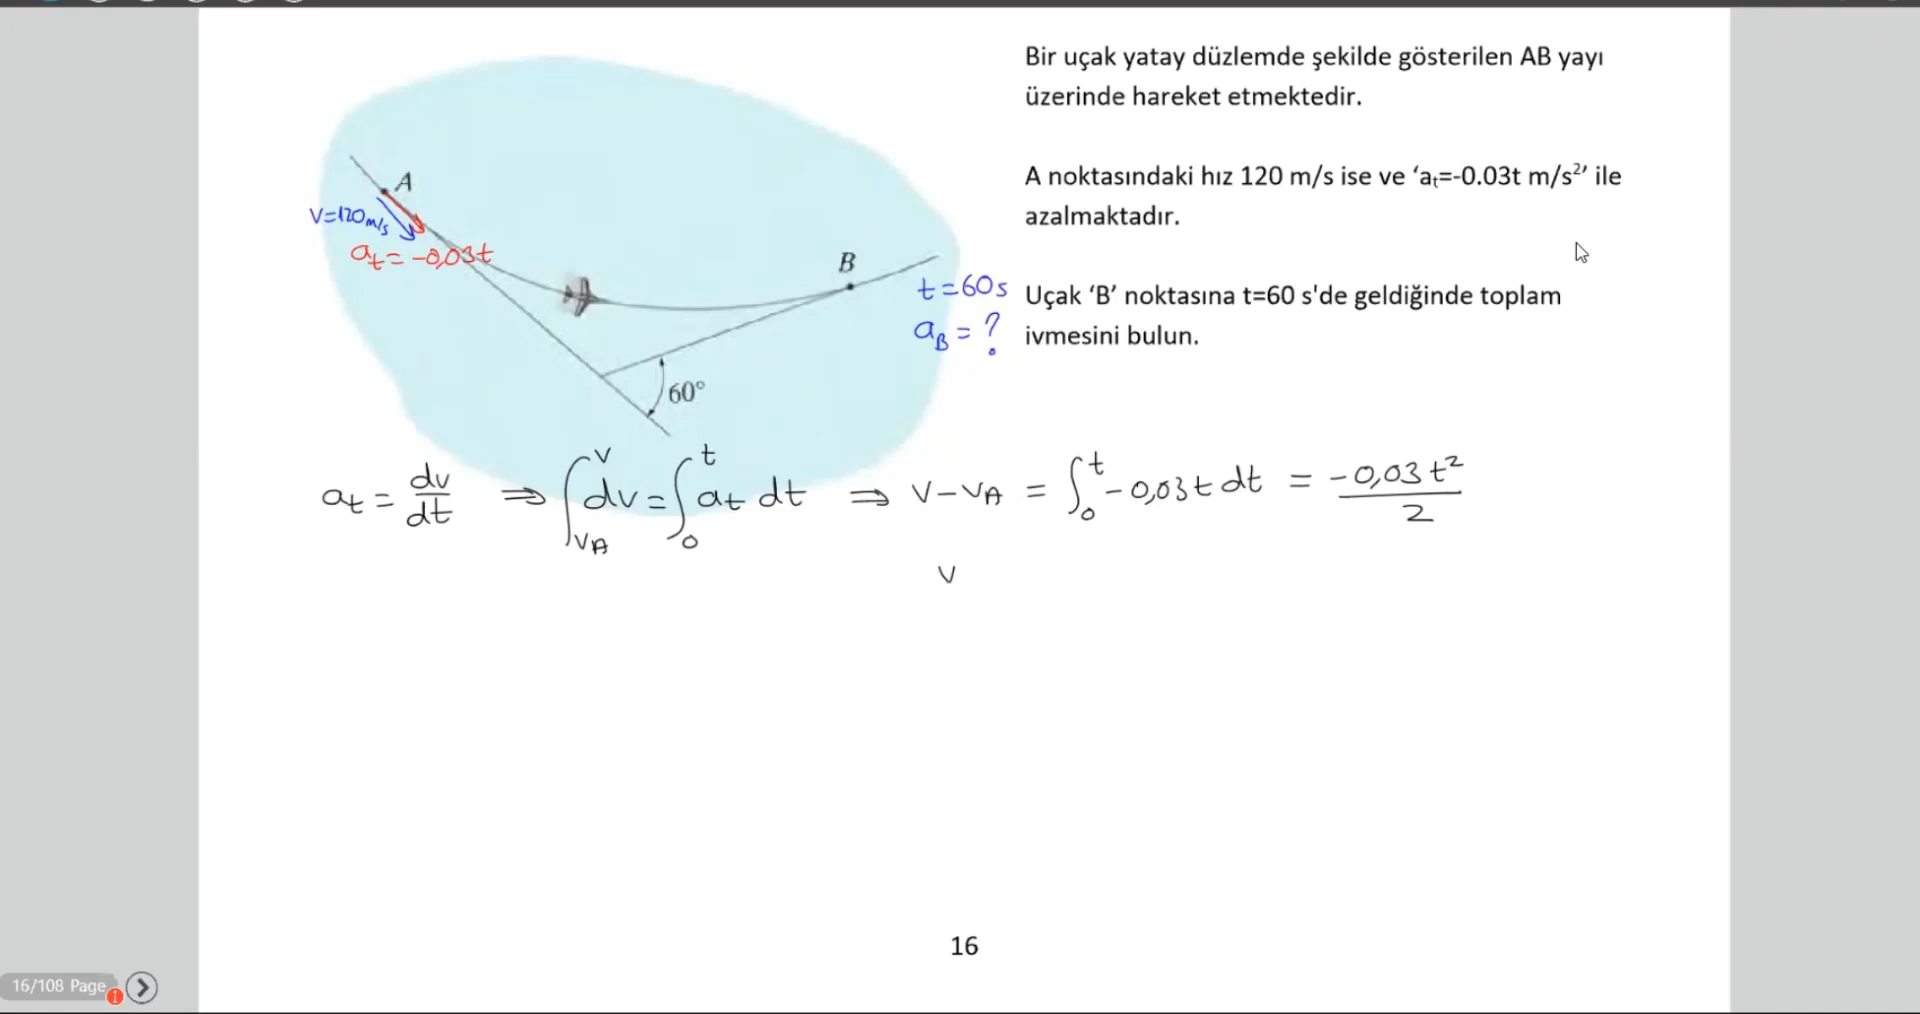 Bir uçak yatay düzlemde şekilde gösterilen AB yayı
üzerinde hareket etmektedir.
A noktasındaki hız 120 m/s ise ve ‘aₜ=-0.03t m/s²’ ile
azalmaktadır.
Uçak ‘B’ noktasına t=60 s'de geldiğinde toplam
ivmesini bulun.
A
V=120m/s
aₜ = -0,03t
B
t=60s
a_B = ?
60°
aₜ = dv/dt ⇒ ∫_{VA}^{V} dv = ∫_0^t aₜ dt ⇒ V-VA = ∫_0^t -0,03t dt = -0,03t²/2
V
16
16/108 Page